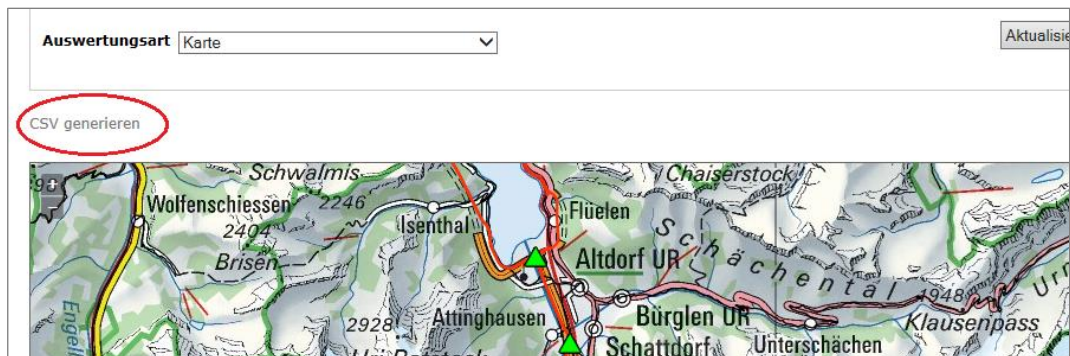 Auswertungsart Karte
Aktualisie
CSV generieren
Schwalmis
Chaiserstock
Wolfenschiessen
2246
Isenthal
Flüelen
2404
Brisen
Altdorf UR
Schächental
1948
Attinghausen
Bürglen UR
Klausenpass
2928
Schattdorf
Unterschächen